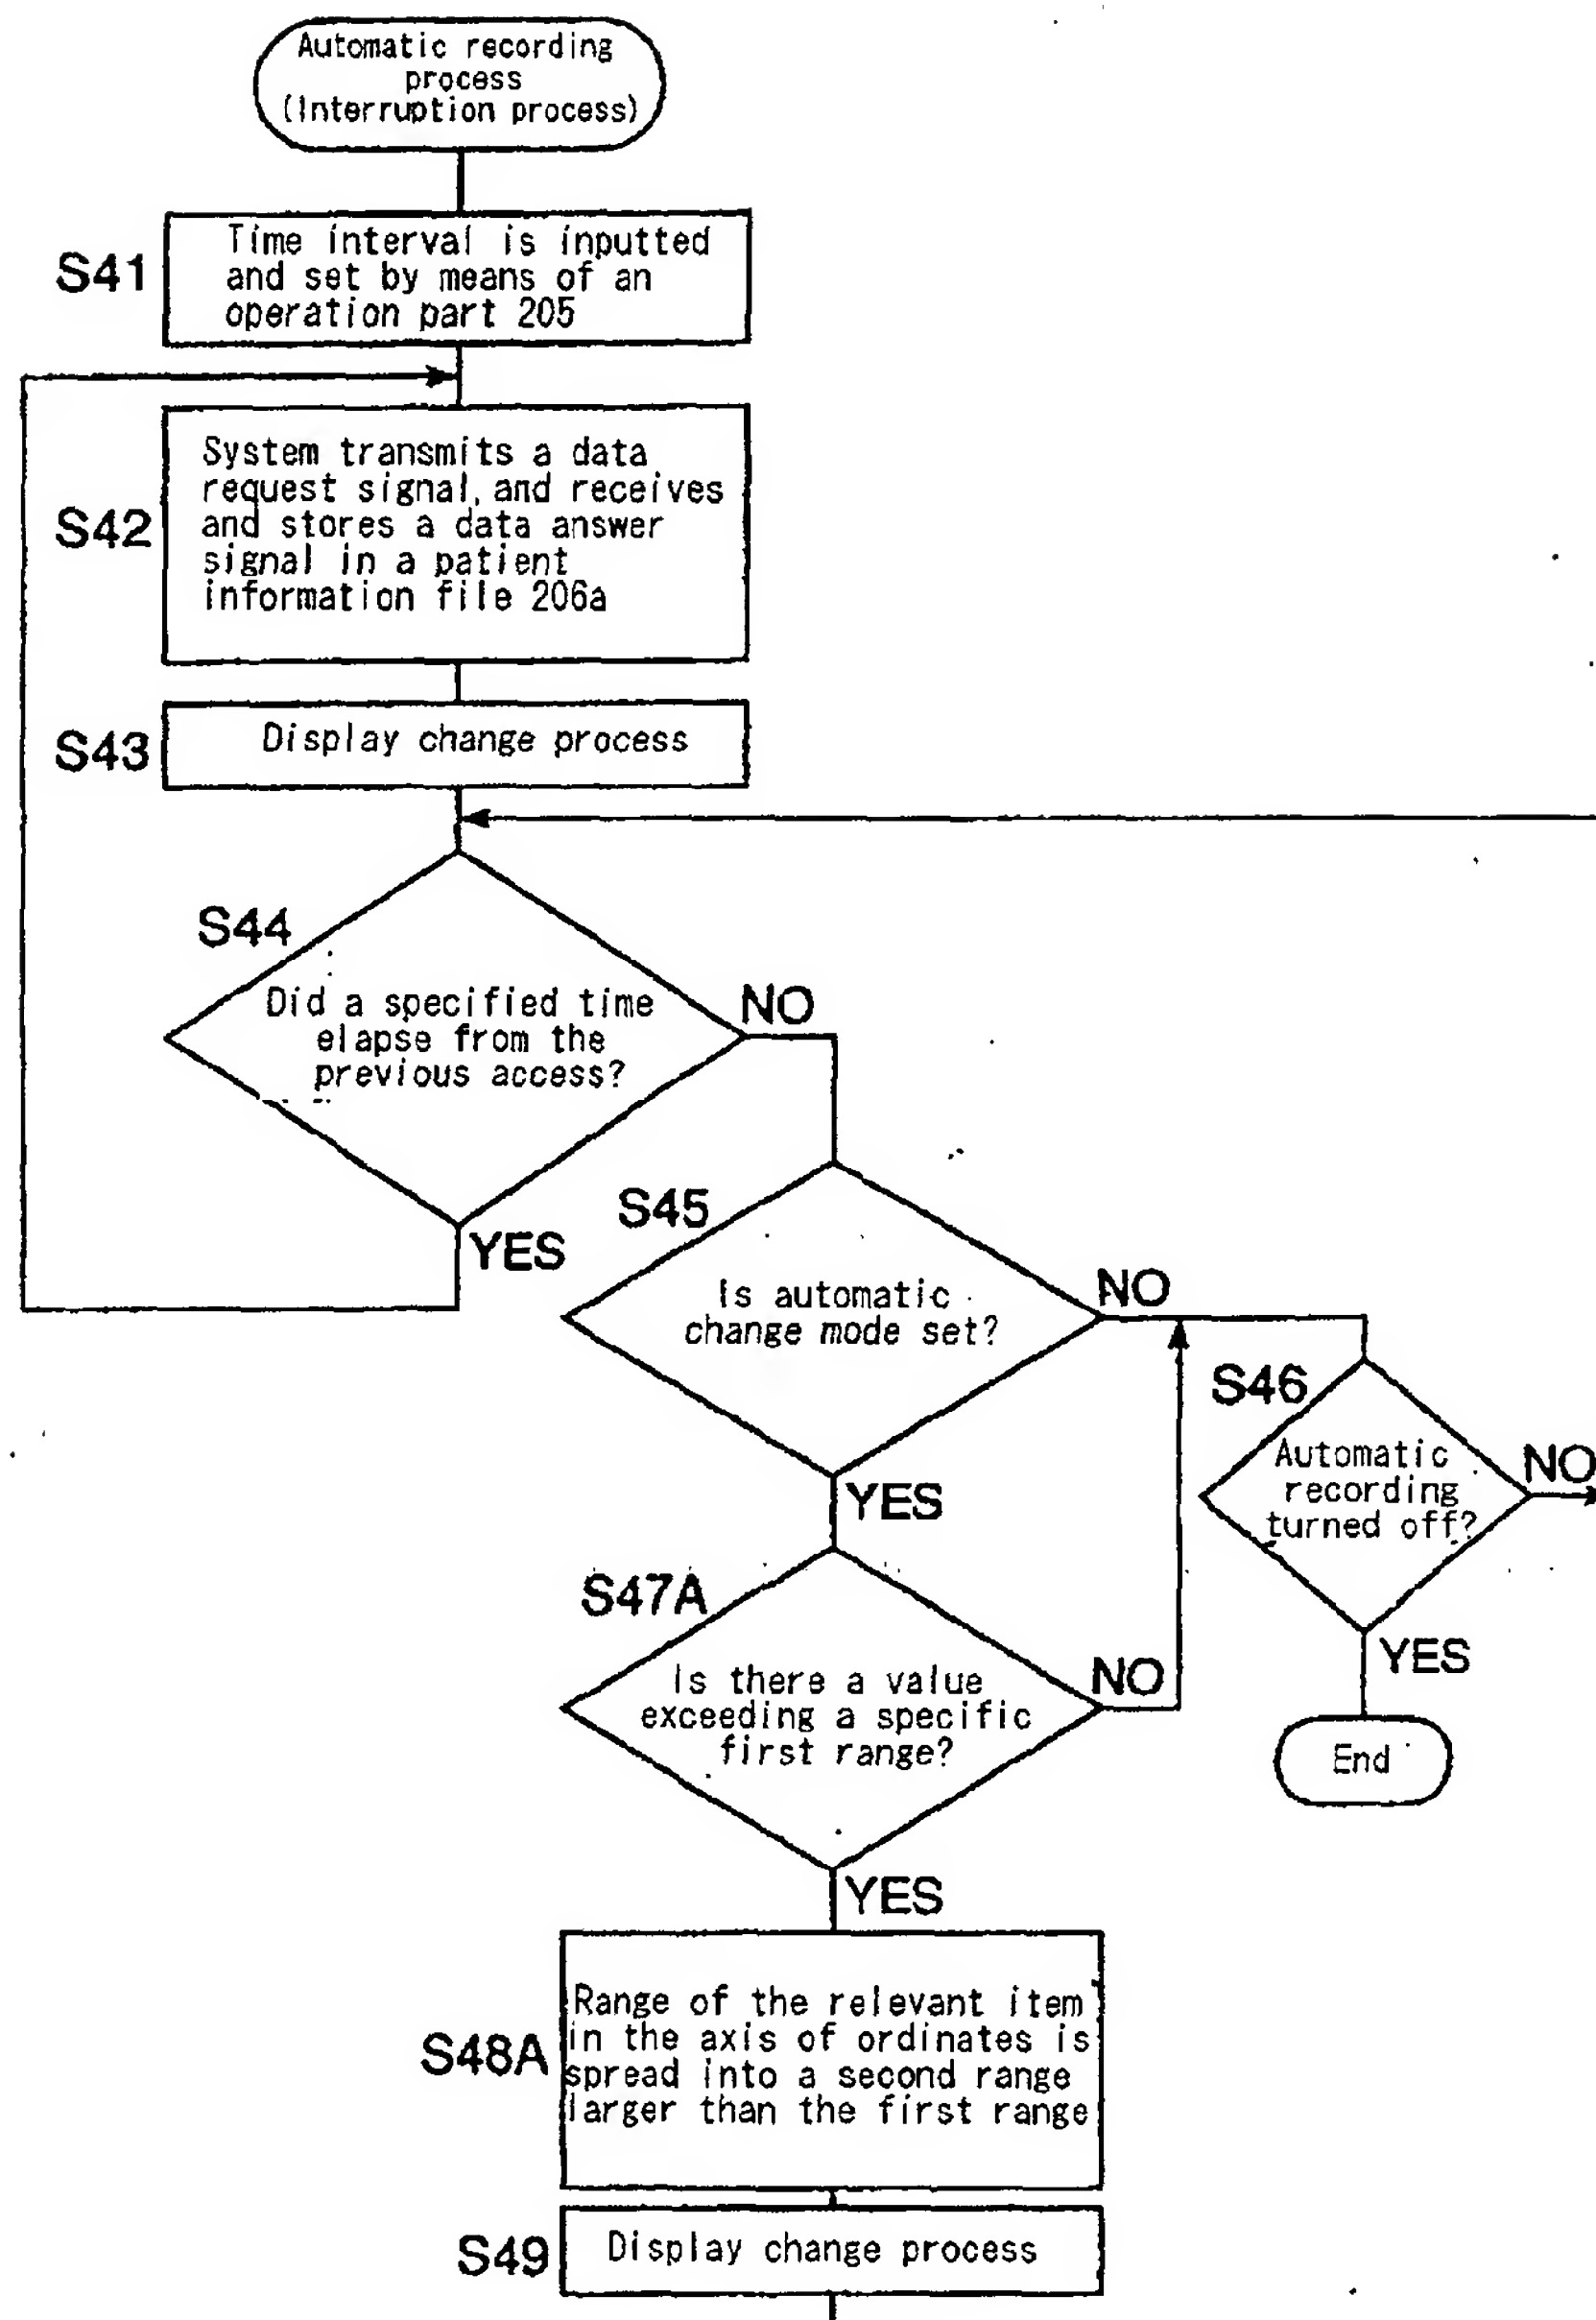 Automatic recording
process
(Interruption process)
S41
Time interval is inputted
and set by means of an
operation part 205
S42
System transmits a data
request signal, and receives
and stores a data answer
signal in a patient
information file 206a
S43
Display change process
S44
Did a specified time
elapse from the
previous access?
NO
YES
S45
Is automatic
change mode set?
NO
YES
S46
Automatic
recording
turned off?
NO
YES
End
S47A
Is there a value
exceeding a specific
first range?
NO
YES
S48A
Range of the relevant item
in the axis of ordinates is
spread into a second range
larger than the first range
S49
Display change process